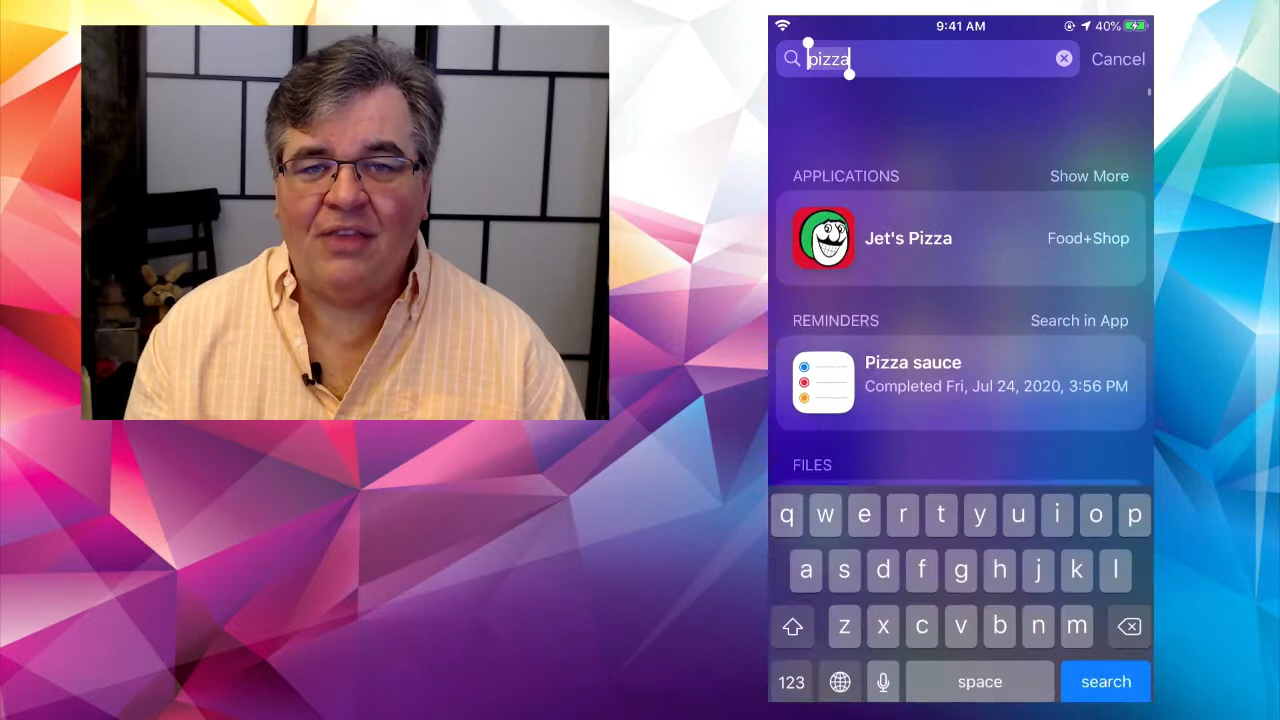 9:41 AM 40%
pizza Cancel
APPLICATIONS Show More
Jet's Pizza Food+Shop
REMINDERS Search in App
Pizza sauce
Completed Fri, Jul 24, 2020, 3:56 PM
FILES
q w e r t y u i o p
a s d f g h j k l
z x c v b n m
123 space search